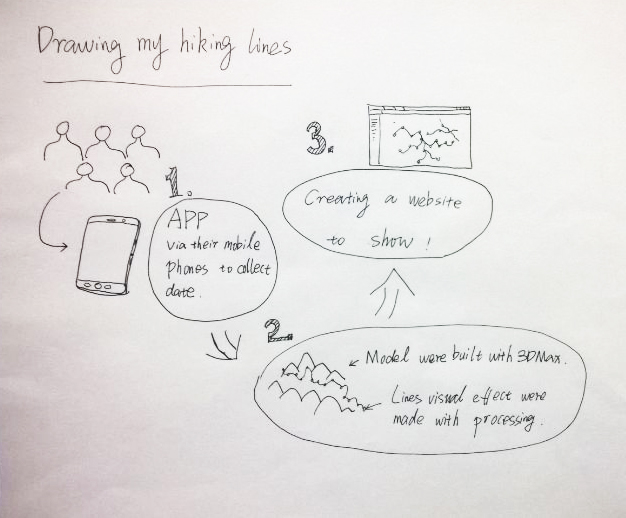 Drawing my hiking lines
1.
APP
via their mobile
phones to collect
date.
2.
Model were built with 3DMax.
Lines visual effect were
made with processing.
3.
Creating a website
to show!